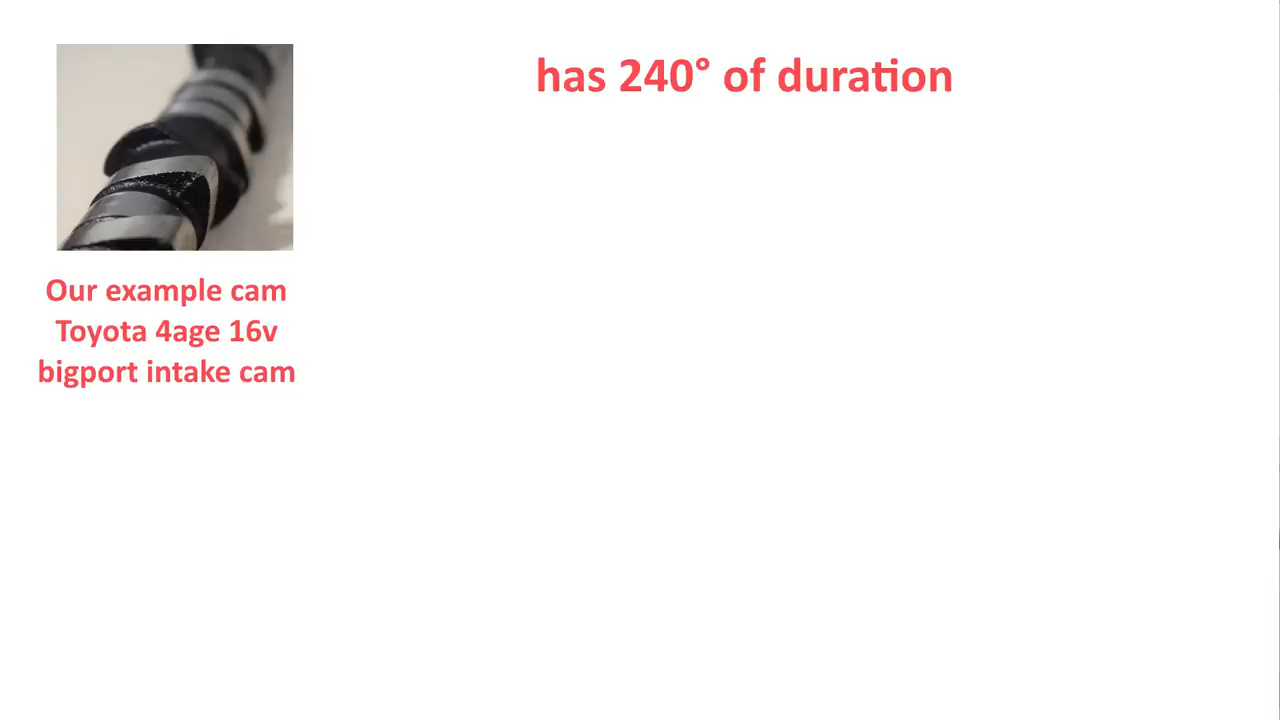 has 240° of duration
Our example cam
Toyota 4age 16v
bigport intake cam